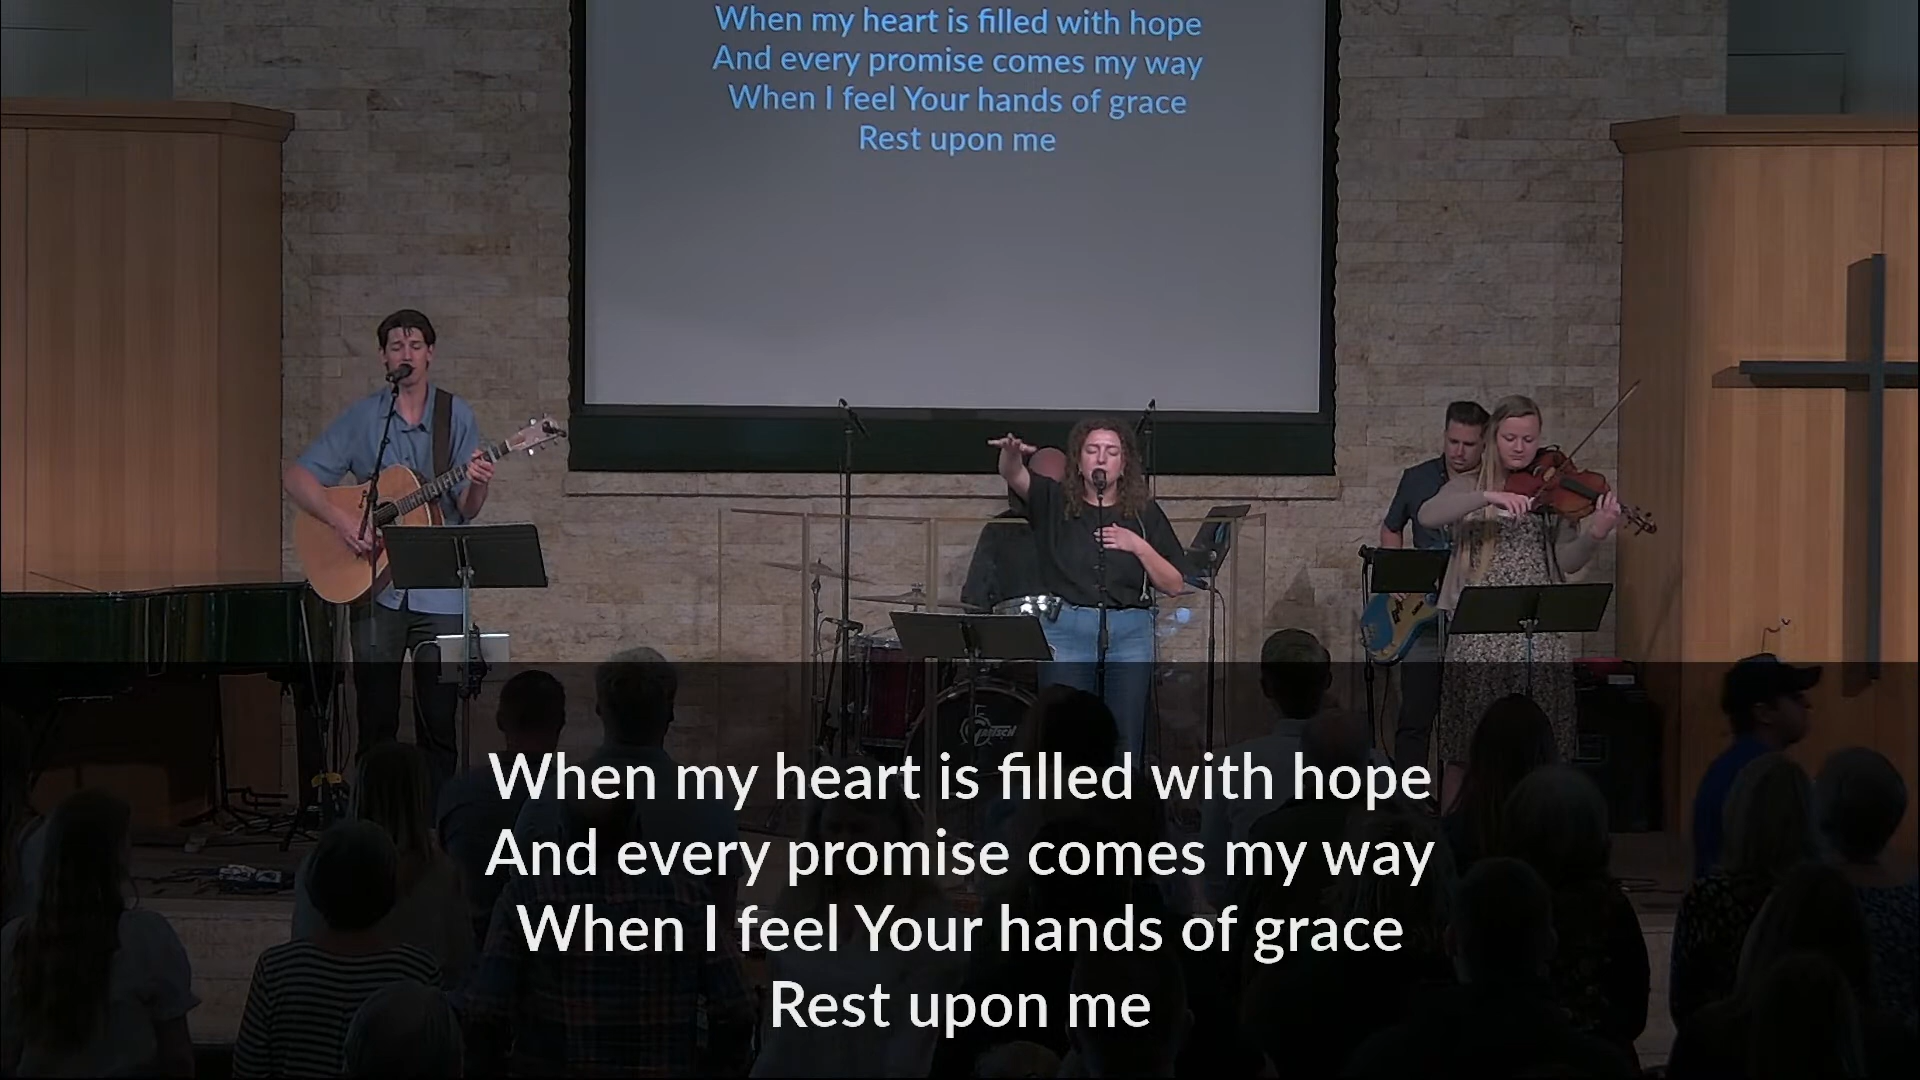 When my heart is filled with hope
And every promise comes my way
When I feel Your hands of grace
Rest upon me
GRETSCH
When my heart is filled with hope
And every promise comes my way
When I feel Your hands of grace
Rest upon me